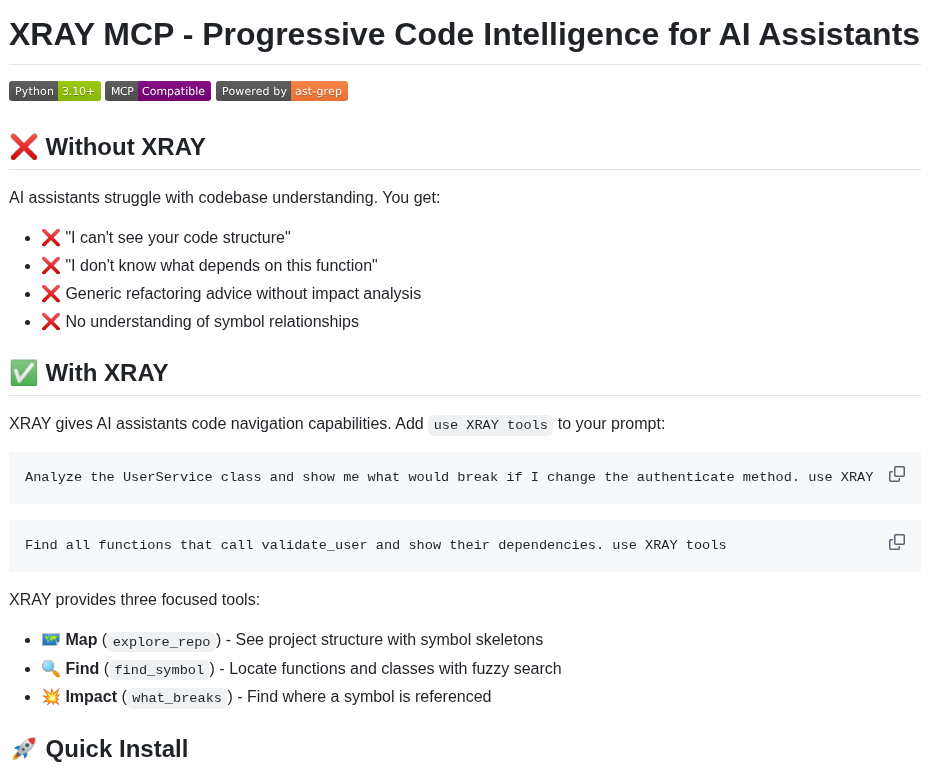 XRAY MCP - Progressive Code Intelligence for AI Assistants
Python 3.10+ MCP Compatible Powered by ast-grep
❌ Without XRAY
AI assistants struggle with codebase understanding. You get:
❌ "I can't see your code structure"
❌ "I don't know what depends on this function"
❌ Generic refactoring advice without impact analysis
❌ No understanding of symbol relationships
✅ With XRAY
XRAY gives AI assistants code navigation capabilities. Add use XRAY tools to your prompt:
Analyze the UserService class and show me what would break if I change the authenticate method. use XRAY
Find all functions that call validate_user and show their dependencies. use XRAY tools
XRAY provides three focused tools:
🗺️ Map (explore_repo) - See project structure with symbol skeletons
🔍 Find (find_symbol) - Locate functions and classes with fuzzy search
💥 Impact (what_breaks) - Find where a symbol is referenced
🚀 Quick Install